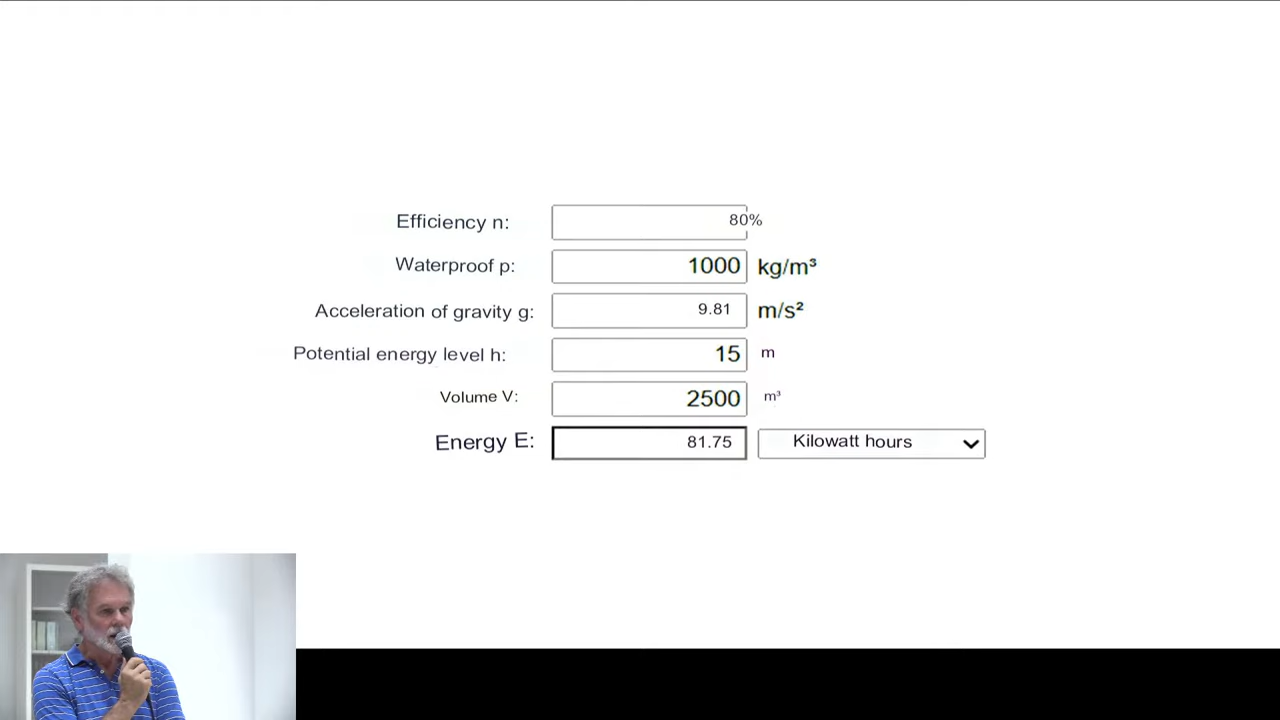 Efficiency n: 80%
Waterproof p: 1000 kg/m³
Acceleration of gravity g: 9.81 m/s²
Potential energy level h: 15 m
Volume V: 2500 m³
Energy E: 81.75 Kilowatt hours